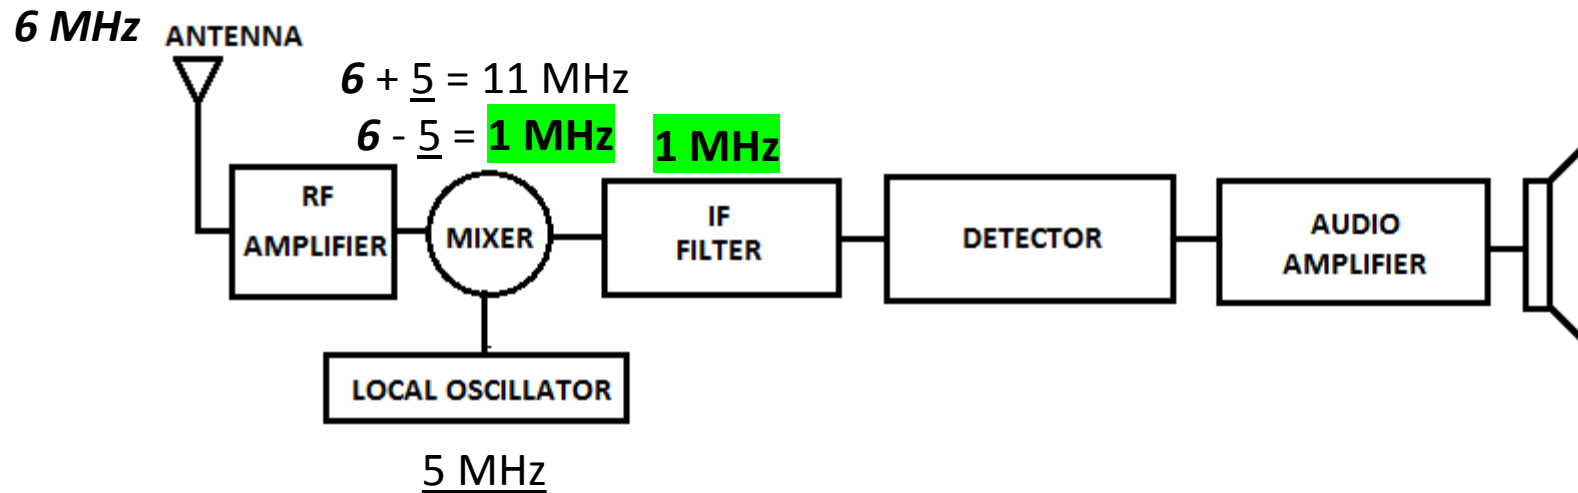 6 MHz
ANTENNA
6 + 5 = 11 MHz
6 - 5 = 1 MHz
1 MHz
RF
AMPLIFIER
MIXER
IF
FILTER
DETECTOR
AUDIO
AMPLIFIER
LOCAL OSCILLATOR
5 MHz